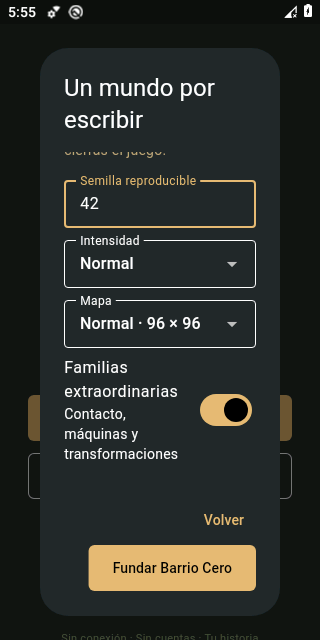 5:55
Un mundo por
escribir
cierras el juego.
Semilla reproducible
42
Intensidad
Normal
Mapa
Normal · 96 × 96
Familias
extraordinarias
Contacto,
máquinas y
transformaciones
Volver
Fundar Barrio Cero
Sin conexión · Sin cuentas · Tu historia